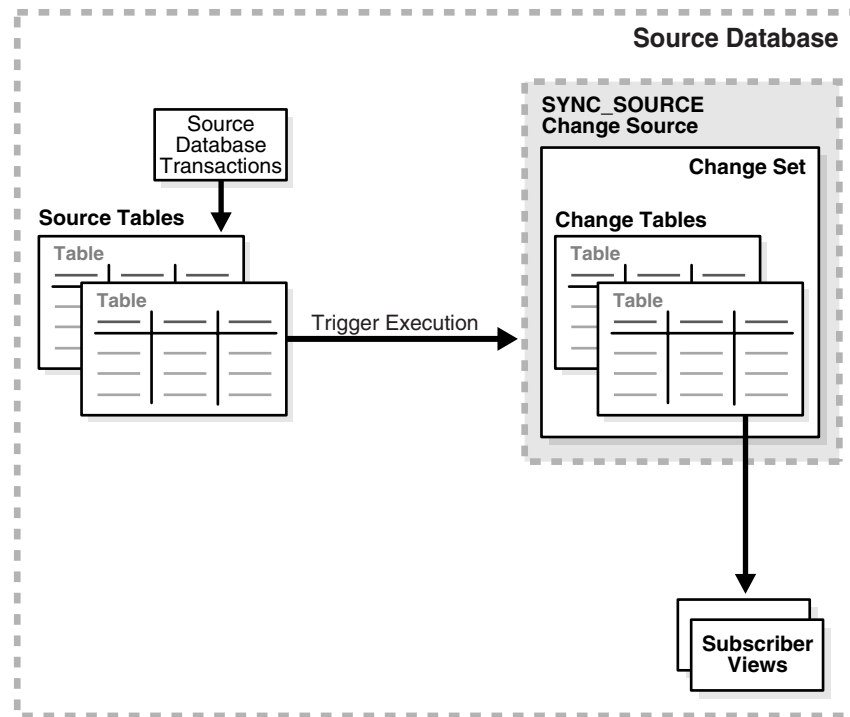 Source Database
SYNC_SOURCE
Change Source
Source
Database
Transactions
Change Set
Source Tables
Change Tables
Table
Table
Table
Table
Trigger Execution
Subscriber
Views